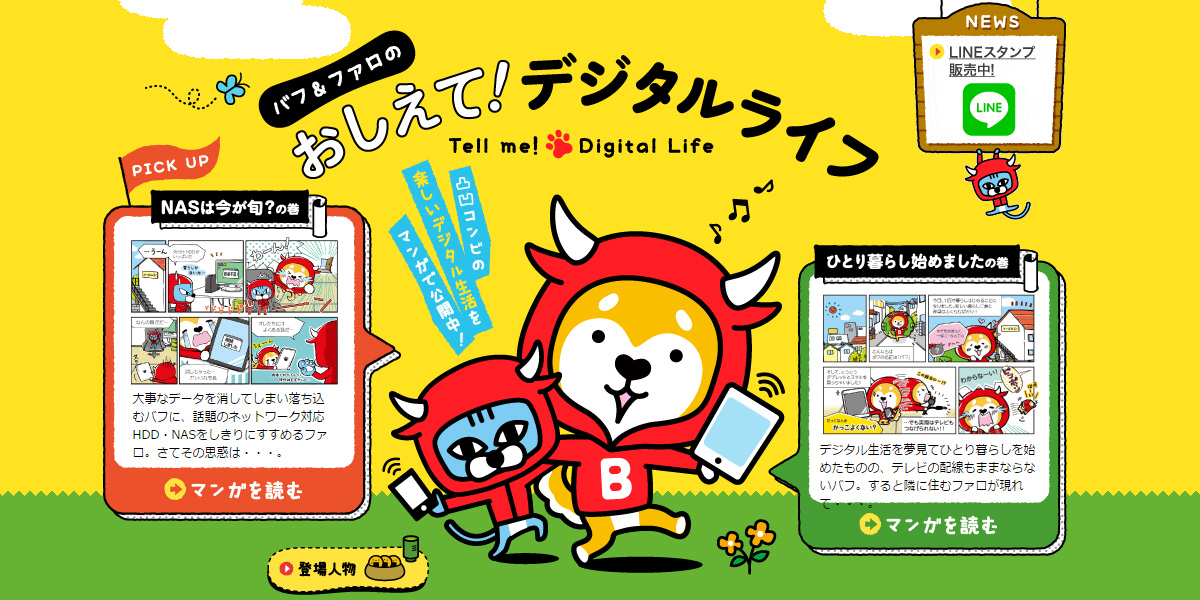 バフ&ファロの
おしえて!デジタルライフ
Tell me! Digital Life
NEWS
LINEスタンプ
販売中!
LINE
PICK UP
NASは今が旬?の巻
大事なデータを消してしまい落ち込
むバフに、話題のネットワーク対応
HDD・NASをしきりにすすめるファ
ロ。さてその思惑は・・・。
マンガを読む
凸凹コンビの
楽しいデジタル生活を
マンガで公開中!
B
ひとり暮らし始めましたの巻
わからなーい!
デジタル生活を夢見てひとり暮らしを始
めたものの、テレビの配線もままならな
いバフ。すると隣に住むファロが現れ
て・・・。
マンガを読む
登場人物